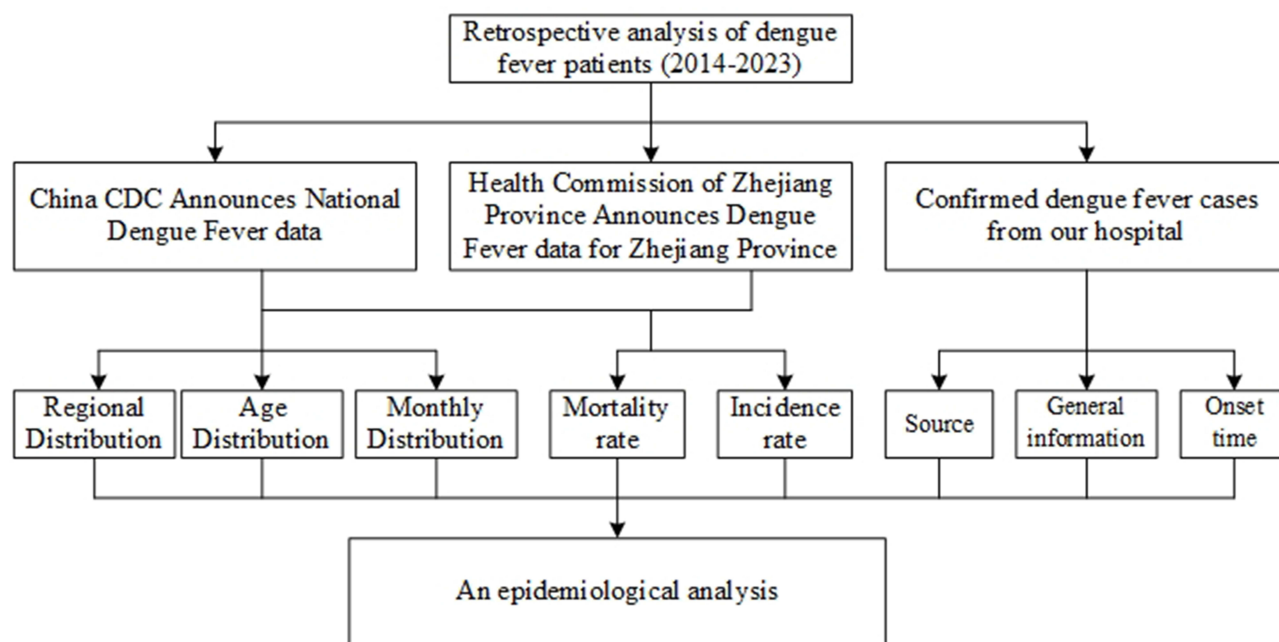 Retrospective analysis of dengue
fever patients (2014-2023)
China CDC Announces National
Dengue Fever data
Health Commission of Zhejiang
Province Announces Dengue
Fever data for Zhejiang Province
Confirmed dengue fever cases
from our hospital
Regional
Distribution
Age
Distribution
Monthly
Distribution
Mortality
rate
Incidence
rate
Source
General
information
Onset
time
An epidemiological analysis